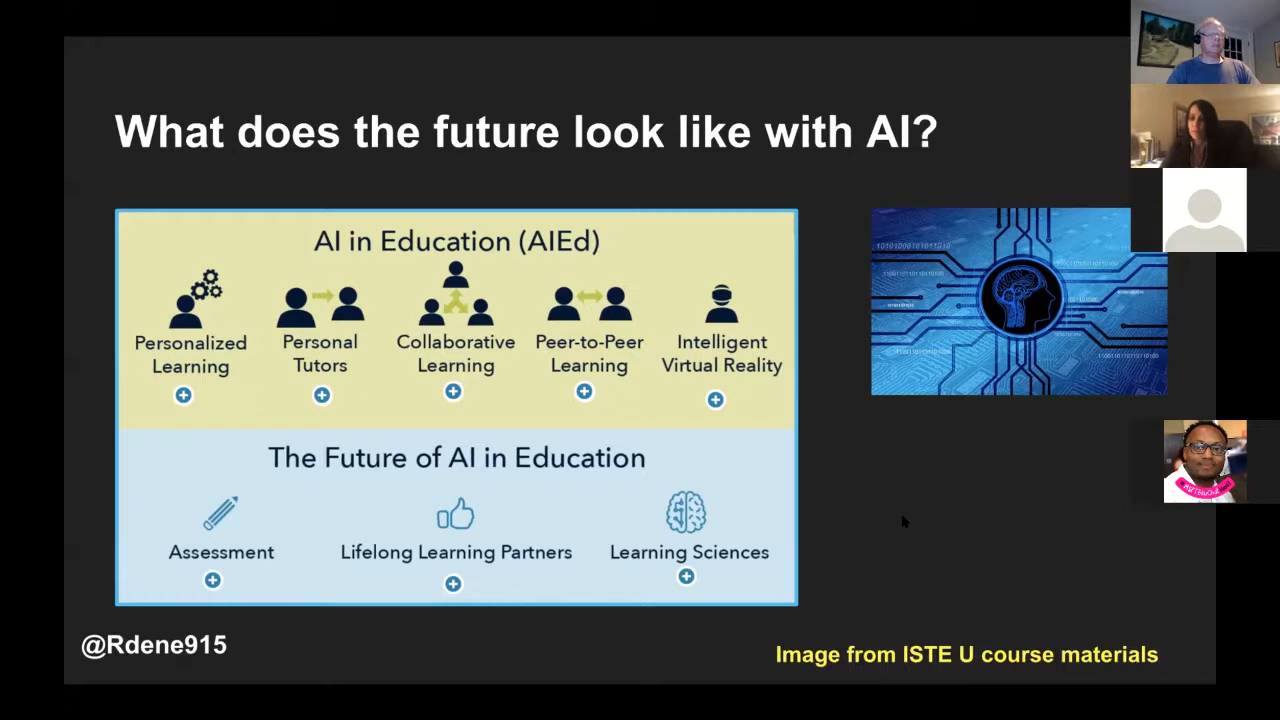 What does the future look like with AI?
AI in Education (AIEd)
Personalized
Learning
Personal
Tutors
Collaborative
Learning
Peer-to-Peer
Learning
Intelligent
Virtual Reality
The Future of AI in Education
Assessment
Lifelong Learning Partners
Learning Sciences
@Rdene915
Image from ISTE U course materials